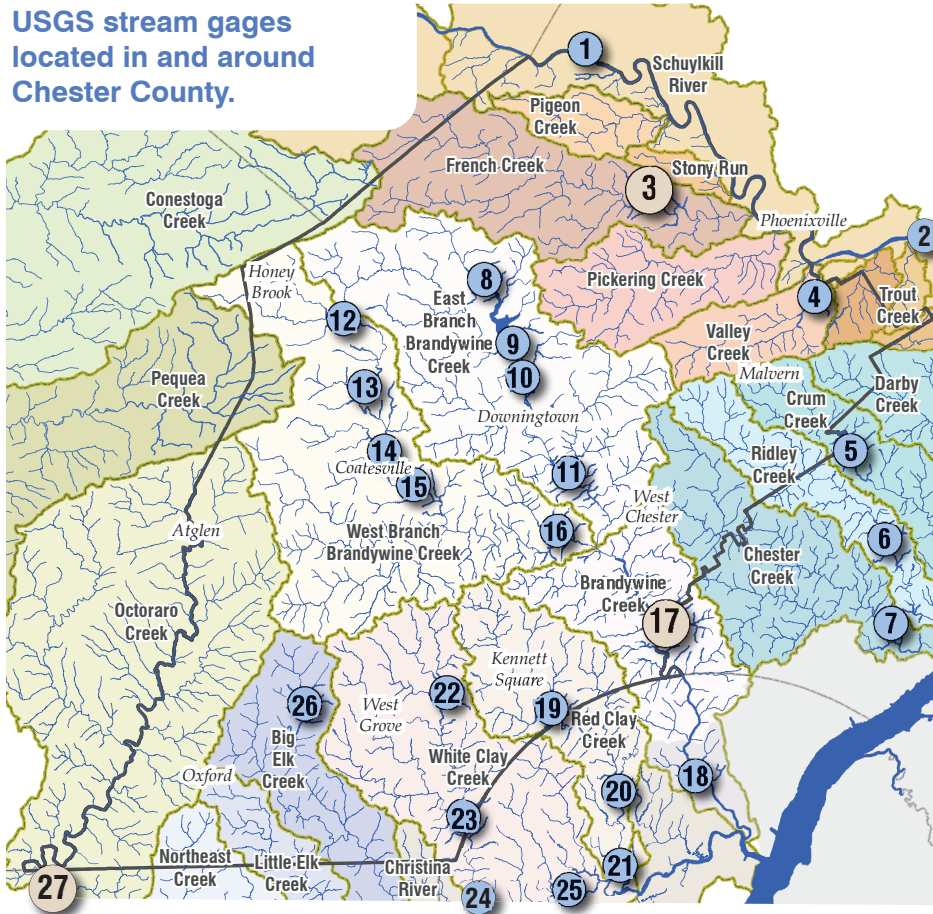 USGS stream gages
located in and around
Chester County.
1
Schuylkill
River
Pigeon
Creek
French Creek
Stony Run
3
Conestoga
Creek
Phoenixville
2
Honey
Brook
8
Pickering Creek
4
Trout
Creek
East
Branch
Brandywine
Creek
12
9
Valley
Creek
10
Malvern
Pequea
Creek
13
Crum
Creek
Darby
Creek
Downingtown
14
Coatesville
15
11
5
Ridley
Creek
West
Chester
Atglen
West Branch
Brandywine Creek
16
6
Chester
Creek
Brandywine
Creek
Octoraro
Creek
17
7
Kennett
Square
26
22
West
Grove
19
Red Clay
Creek
Big
Elk
Creek
White Clay
Creek
Oxford
18
20
23
Northeast
Creek
Little Elk
Creek
Christina
River
21
27
24
25